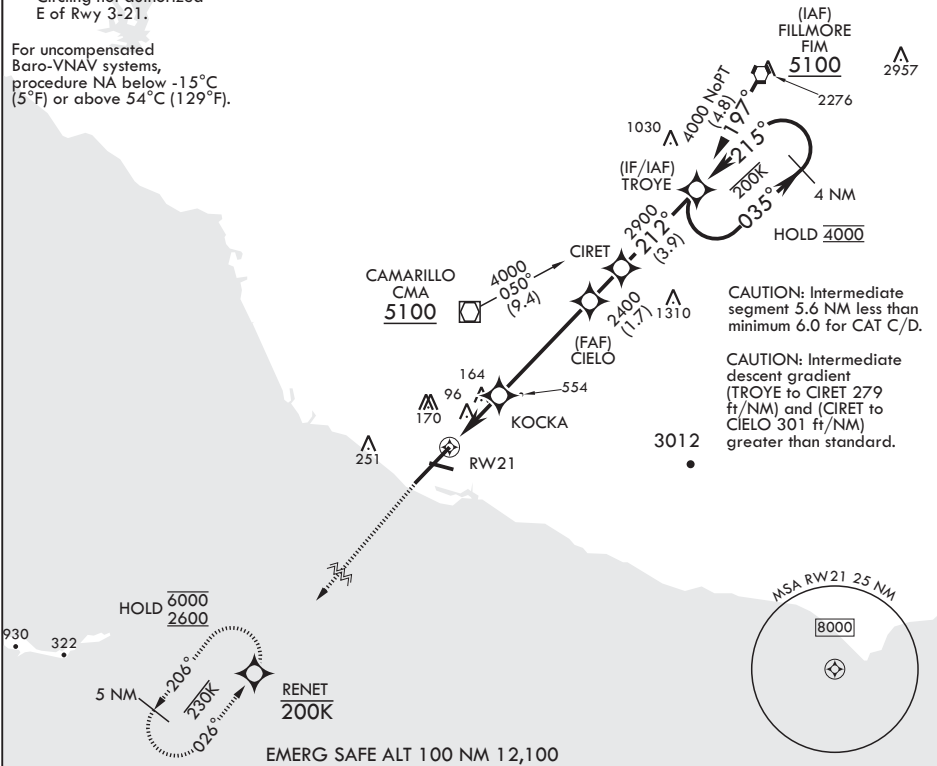 E of Rwy 3-21.
For uncompensated
Baro-VNAV systems,
procedure NA below -15°C
(5°F) or above 54°C (129°F).
(IAF)
FILLMORE
FIM
5100
2276
2957
1030
4000 NoPT
(4.8)
197°
215°
(IF/IAF)
TROYE
200K
035°
4 NM
HOLD 4000
2900
212°
(3.9)
CIRET
CAMARILLO
CMA
5100
4000
050°
(9.4)
2400
(1.7)
1310
(FAF)
CIELO
CAUTION: Intermediate
segment 5.6 NM less than
minimum 6.0 for CAT C/D.
CAUTION: Intermediate
descent gradient
(TROYE to CIRET 279
ft/NM) and (CIRET to
CIELO 301 ft/NM)
greater than standard.
164
96
170
554
KOCKA
251
RW21
3012
HOLD 6000
2600
930
322
206°
5 NM
230K
026°
RENET
200K
MSA RW21 25 NM
8000
EMERG SAFE ALT 100 NM 12,100